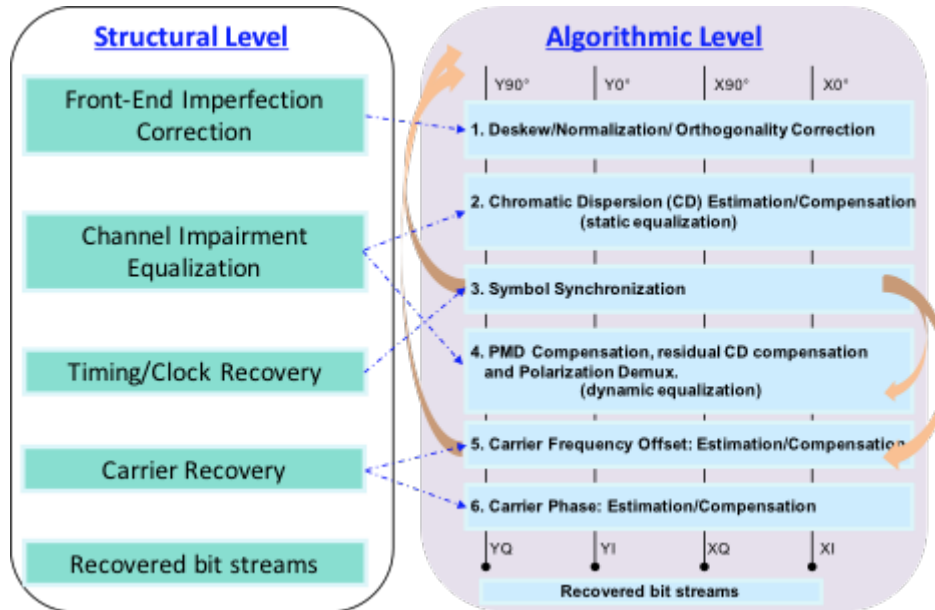 Structural Level
Front-End Imperfection
Correction
Channel Impairment
Equalization
Timing/Clock Recovery
Carrier Recovery
Recovered bit streams
Algorithmic Level
Y90° Y0° X90° X0°
1. Deskew/Normalization/ Orthogonality Correction
2. Chromatic Dispersion (CD) Estimation/Compensation
(static equalization)
3. Symbol Synchronization
4. PMD Compensation, residual CD compensation
and Polarization Demux.
(dynamic equalization)
5. Carrier Frequency Offset: Estimation/Compensation
6. Carrier Phase: Estimation/Compensation
YQ YI XQ XI
Recovered bit streams